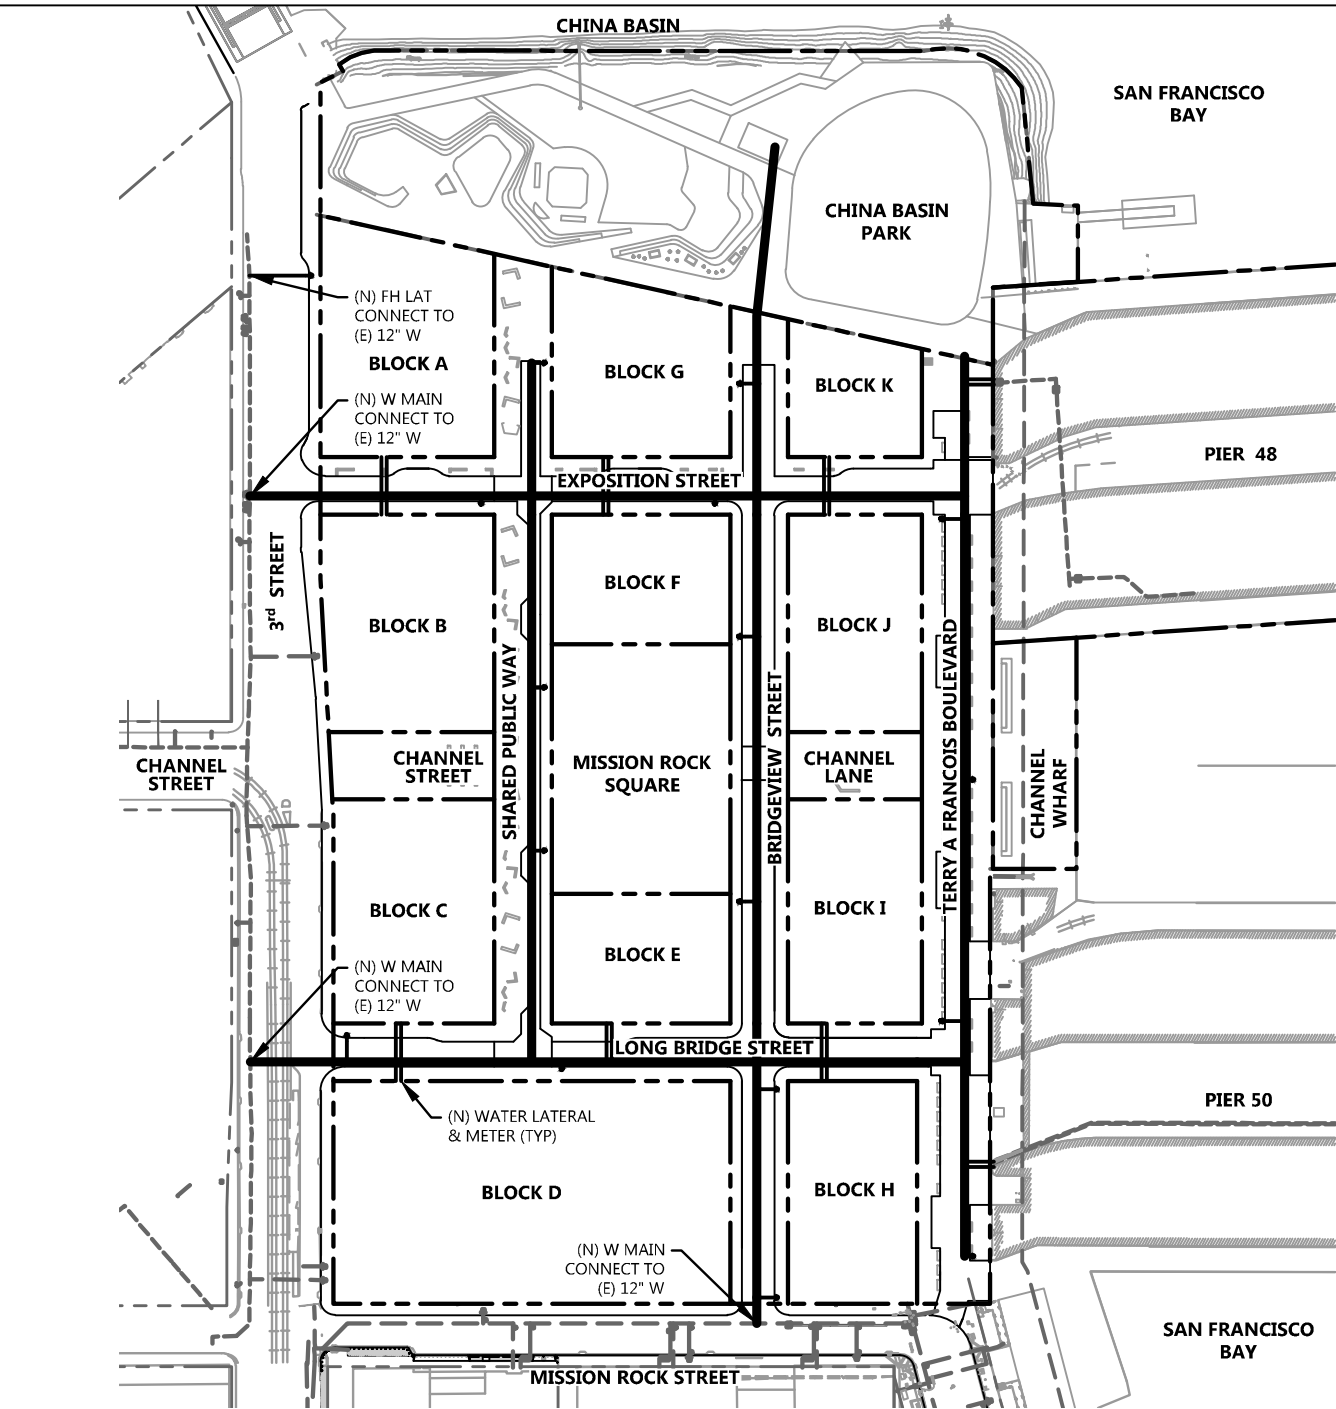 CHINA BASIN
SAN FRANCISCO
BAY
CHINA BASIN
PARK
(N) FH LAT
CONNECT TO
(E) 12" W
BLOCK A
BLOCK G
BLOCK K
(N) W MAIN
CONNECT TO
(E) 12" W
PIER 48
EXPOSITION STREET
3rd STREET
BLOCK F
BLOCK B
BLOCK J
SHARED PUBLIC WAY
BRIDGEVIEW STREET
TERRY A FRANCOIS BOULEVARD
CHANNEL
STREET
CHANNEL
STREET
MISSION ROCK
SQUARE
CHANNEL
LANE
CHANNEL
WHARF
BLOCK C
BLOCK I
BLOCK E
(N) W MAIN
CONNECT TO
(E) 12" W
LONG BRIDGE STREET
PIER 50
(N) WATER LATERAL
& METER (TYP)
BLOCK D
BLOCK H
(N) W MAIN
CONNECT TO
(E) 12" W
SAN FRANCISCO
BAY
MISSION ROCK STREET